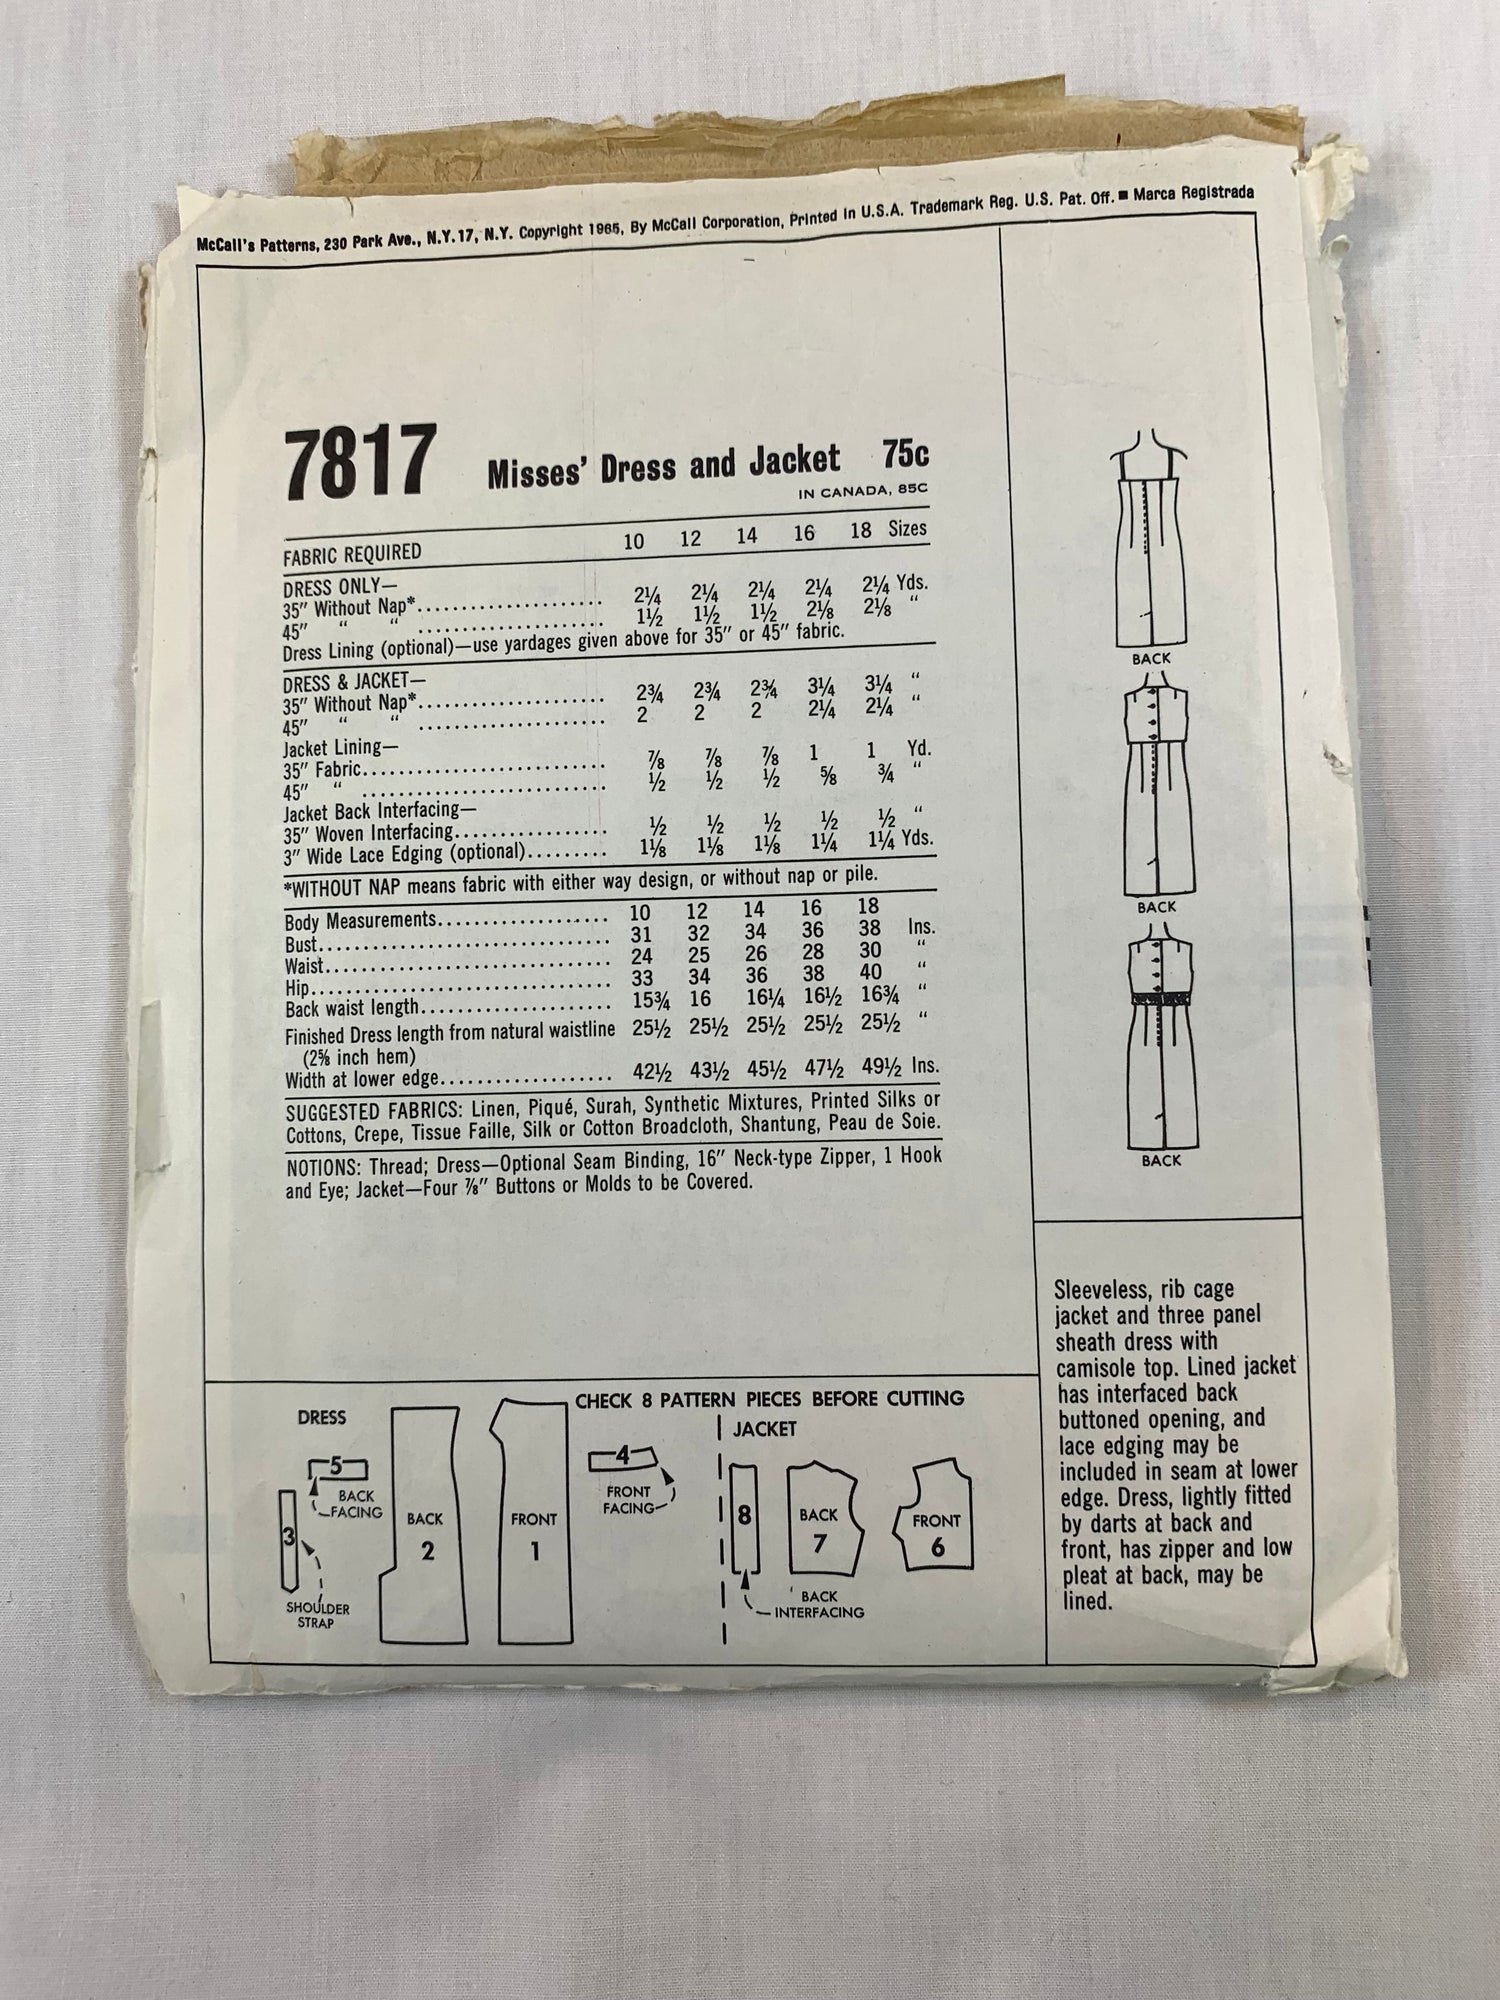 McCall's Patterns, 230 Park Ave., N.Y. 17, N.Y. Copyright 1965, By McCall Corporation, Printed in U.S.A. Trademark Reg. U.S. Pat. Off. ■ Marca Registrada
7817 Misses' Dress and Jacket 75c
IN CANADA, 85C
FABRIC REQUIRED 10 12 14 16 18 Sizes
DRESS ONLY—
35" Without Nap* 2¼ 2¼ 2¼ 2¼ 2¼ Yds.
45" " " 1½ 1½ 1½ 2⅛ 2⅛ "
Dress Lining (optional)—use yardages given above for 35" or 45" fabric.
DRESS & JACKET—
35" Without Nap* 2¾ 2¾ 2¾ 3¼ 3¼ "
45" " " 2 2 2 2¼ 2¼ "
Jacket Lining—
35" Fabric ⅞ ⅞ ⅞ 1 1 Yd.
45" " ½ ½ ½ ⅝ ¾ "
Jacket Back Interfacing—
35" Woven Interfacing ½ ½ ½ ½ ½ "
3" Wide Lace Edging (optional) 1⅛ 1⅛ 1⅛ 1¼ 1¼ Yds.
*WITHOUT NAP means fabric with either way design, or without nap or pile.
Body Measurements 10 12 14 16 18
Bust 31 32 34 36 38 Ins.
Waist 24 25 26 28 30 "
Hip 33 34 36 38 40 "
Back waist length 15¾ 16 16¼ 16½ 16¾ "
Finished Dress length from natural waistline 25½ 25½ 25½ 25½ 25½ "
(2⅝ inch hem)
Width at lower edge 42½ 43½ 45½ 47½ 49½ Ins.
SUGGESTED FABRICS: Linen, Piqué, Surah, Synthetic Mixtures, Printed Silks or
Cottons, Crepe, Tissue Faille, Silk or Cotton Broadcloth, Shantung, Peau de Soie.
NOTIONS: Thread; Dress—Optional Seam Binding, 16" Neck-type Zipper, 1 Hook
and Eye; Jacket—Four ⅞" Buttons or Molds to be Covered.
BACK
BACK
BACK
Sleeveless, rib cage
jacket and three panel
sheath dress with
camisole top. Lined jacket
has interfaced back
buttoned opening, and
lace edging may be
included in seam at lower
edge. Dress, lightly fitted
by darts at back and
front, has zipper and low
pleat at back, may be
lined.
CHECK 8 PATTERN PIECES BEFORE CUTTING
DRESS
5
BACK
FACING
3
SHOULDER
STRAP
BACK
2
FRONT
1
4
FRONT
FACING
JACKET
8
BACK
INTERFACING
BACK
7
FRONT
6